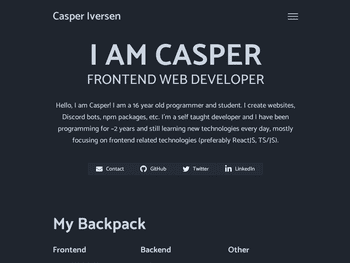 Casper Iversen
I AM CASPER
FRONTEND WEB DEVELOPER
Hello, I am Casper! I am a 16 year old programmer and student. I create websites,
Discord bots, npm packages, etc. I'm a self taught developer and I have been
programming for ~2 years and still learning new technologies every day, mostly
focusing on frontend related technologies (preferably ReactJS, TS/JS).
Contact GitHub Twitter LinkedIn
My Backpack
Frontend Backend Other